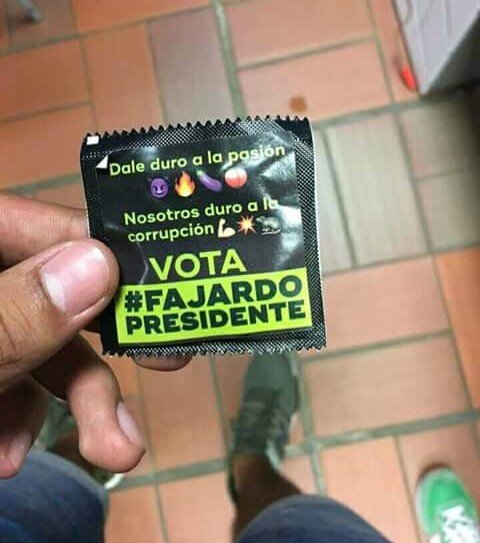 Dale duro a la pasión
😈🔥🍆🍑
Nosotros duro a la
corrupción 💪💥🐀
VOTA
#FAJARDO
PRESIDENTE